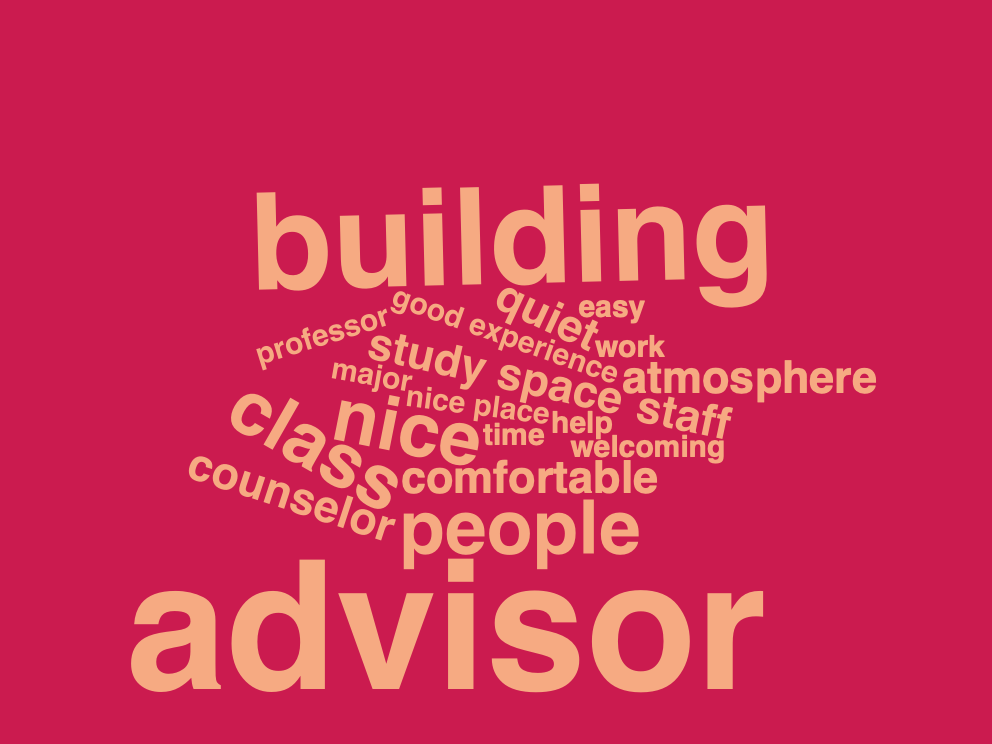 building
good experience
quiet
easy
professor
work
study space
major
atmosphere
nice place
class
nice
staff
help
time
welcoming
counselor
comfortable
people
advisor